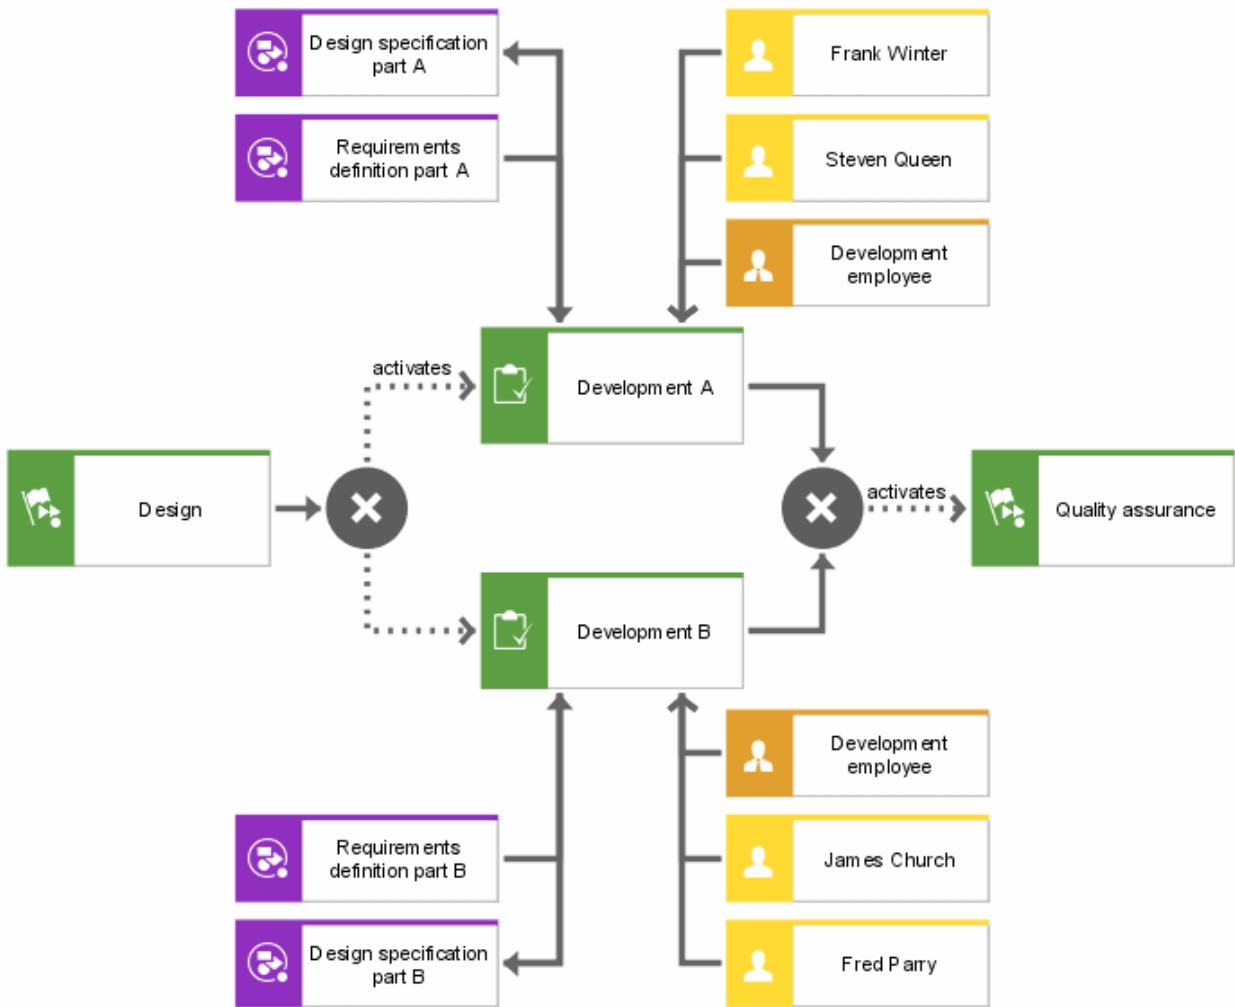 Design specification
part A
Frank Winter
Requirements
definition part A
Steven Queen
Development
employee
activates
Development A
Design
activates
Quality assurance
Development B
Development
employee
Requirements
definition part B
James Church
Design specification
part B
Fred Parry